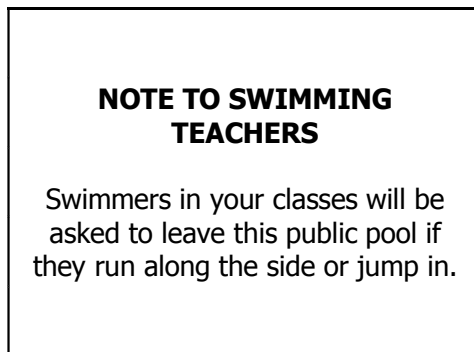 NOTE TO SWIMMING
TEACHERS
Swimmers in your classes will be
asked to leave this public pool if
they run along the side or jump in.